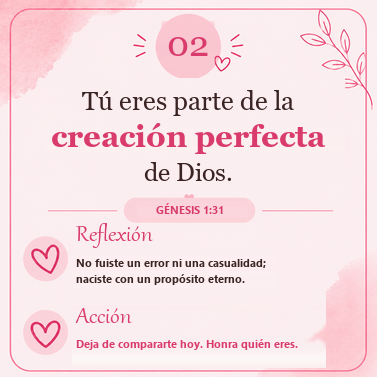 02
Tú eres parte de la
creación perfecta
de Dios.
GÉNESIS 1:31
Reflexión
No fuiste un error ni una casualidad;
naciste con un propósito eterno.
Acción
Deja de compararte hoy. Honra quién eres.